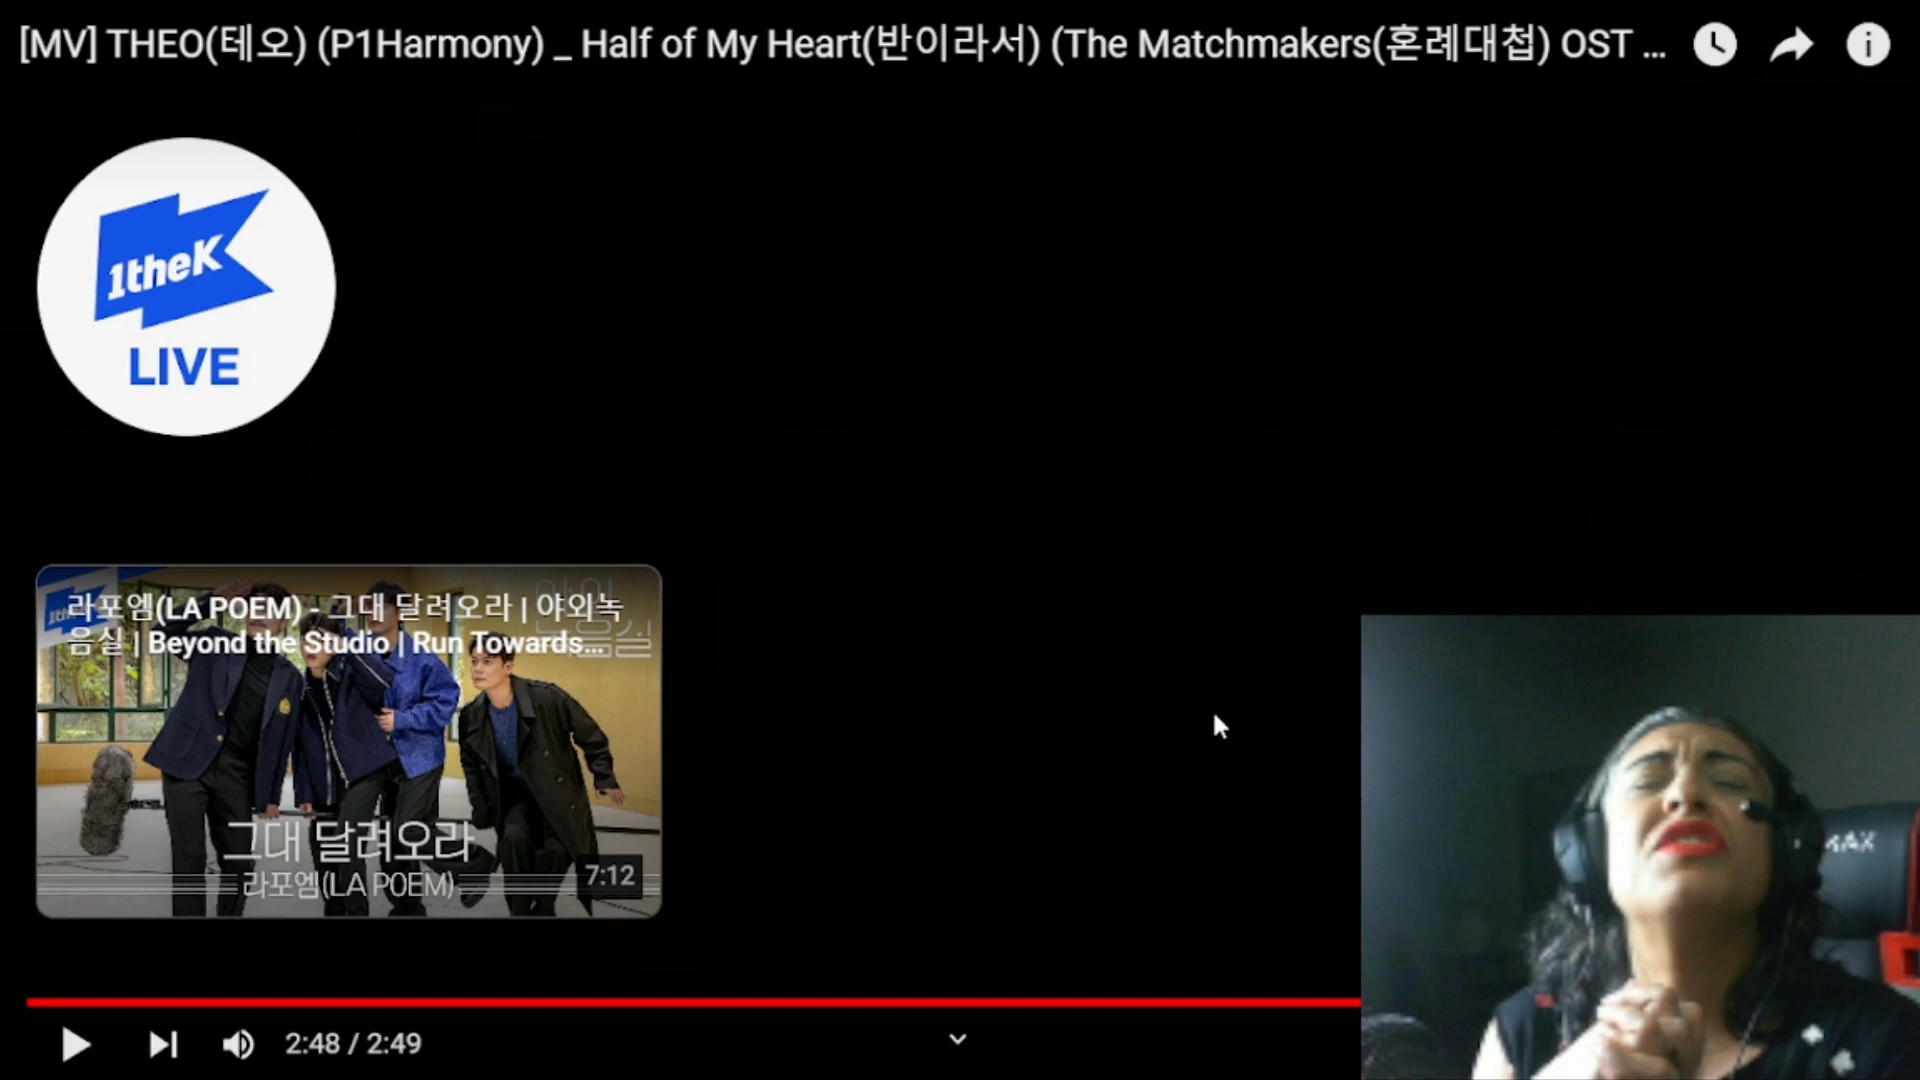 [MV] THEO(테오) (P1Harmony) _ Half of My Heart(반이라서) (The Matchmakers(혼례대첩) OST ...
1theK
LIVE
라포엠(LA POEM) - 그대 달려오라 | 야외녹
음실 | Beyond the Studio | Run Towards...
그대 달려오라
라포엠(LA POEM)
7:12
2:48 / 2:49